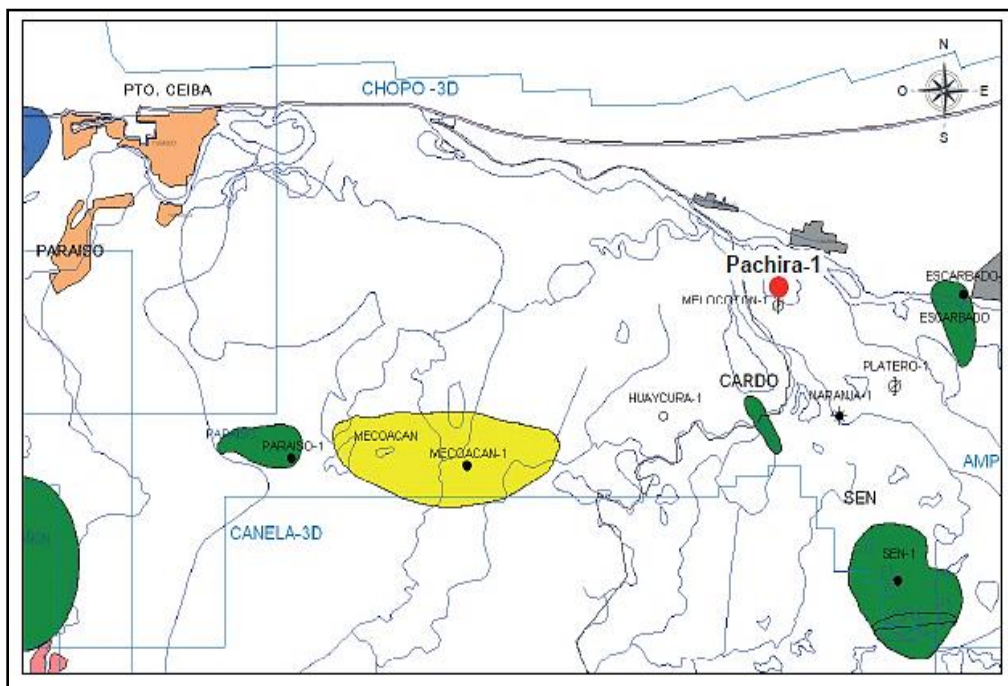 N
PTO. CEIBA
CHOPO -3D
O
E
S
PARAISO
Pachira-1
ESCARBADO-
MELOCOTON-1
ESCARBADO
PLATERO-1
CARDO
HUAYCURA-1
NARANJA-1
MECOACAN
PARAISO-1
MECOACAN-1
AMP
SEN
CANELA-3D
SEN-1